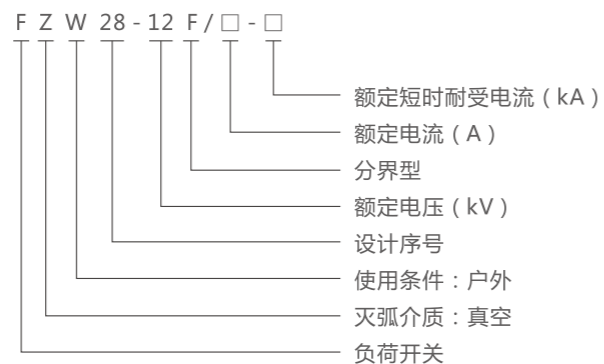 F Z W 28 - 12 F / □ - □
额定短时耐受电流（kA）
额定电流（A）
分界型
额定电压（kV）
设计序号
使用条件：户外
灭弧介质：真空
负荷开关